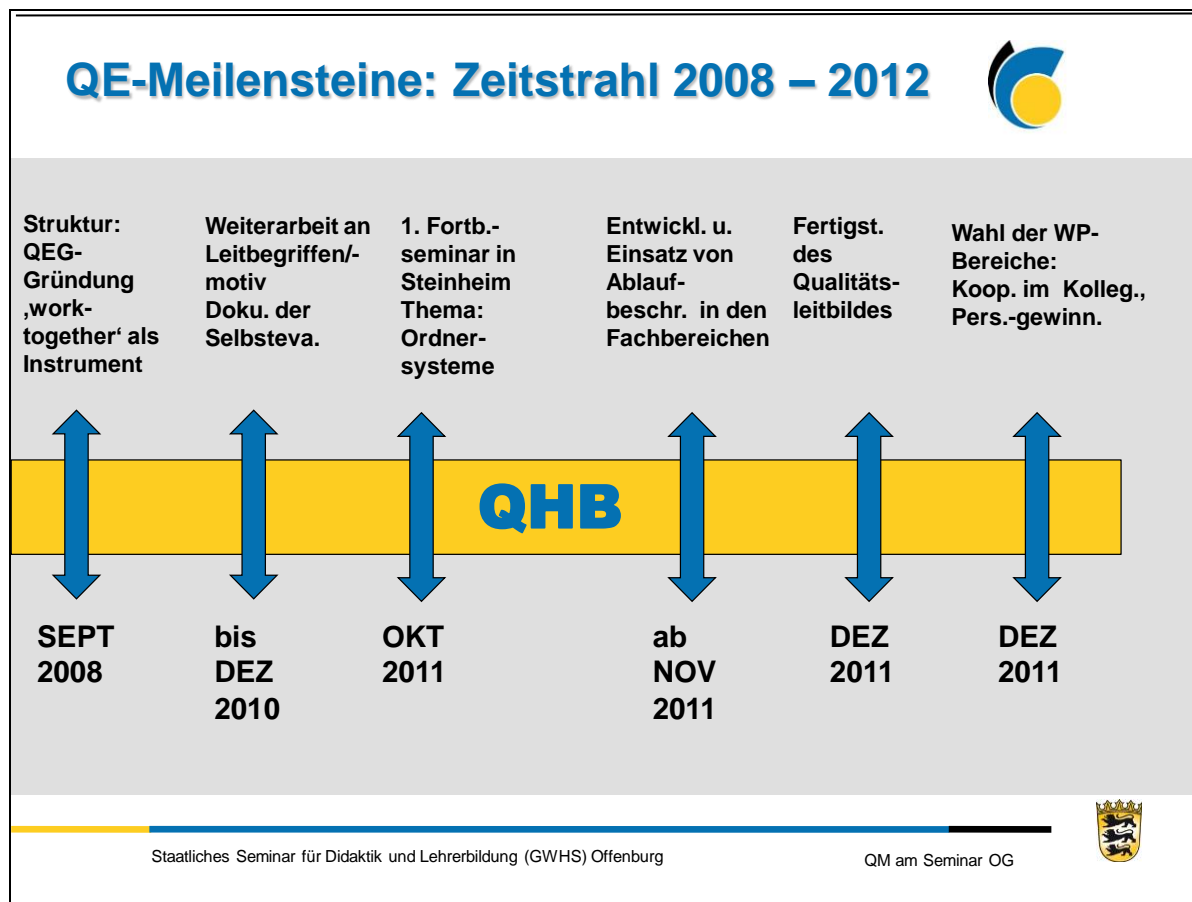 QE-Meilensteine: Zeitstrahl 2008 – 2012
Struktur:
QEG-
Gründung
‚work-
together‘ als
Instrument
Weiterarbeit an
Leitbegriffen/-
motiv
Doku. der
Selbsteva.
1. Fortb.-
seminar in
Steinheim
Thema:
Ordner-
systeme
Entwickl. u.
Einsatz von
Ablauf-
beschr. in den
Fachbereichen
Fertigst.
des
Qualitäts-
leitbildes
Wahl der WP-
Bereiche:
Koop. im Kolleg.,
Pers.-gewinn.
QHB
SEPT
2008
bis
DEZ
2010
OKT
2011
ab
NOV
2011
DEZ
2011
DEZ
2011
Staatliches Seminar für Didaktik und Lehrerbildung (GWHS) Offenburg
QM am Seminar OG